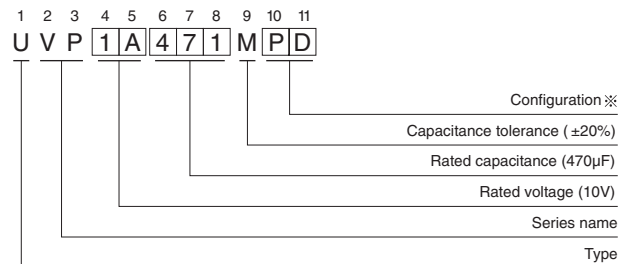 1 2 3 4 5 6 7 8 9 10 11
U V P 1 A 4 7 1 M P D
Configuration※
Capacitance tolerance (±20%)
Rated capacitance (470µF)
Rated voltage (10V)
Series name
Type